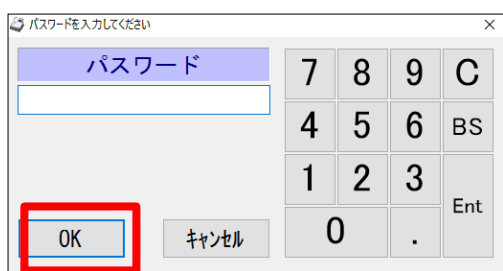 パスワードを入力してください ×
パスワード
7 8 9 C
4 5 6 BS
1 2 3
Ent
0 .
OK キャンセル